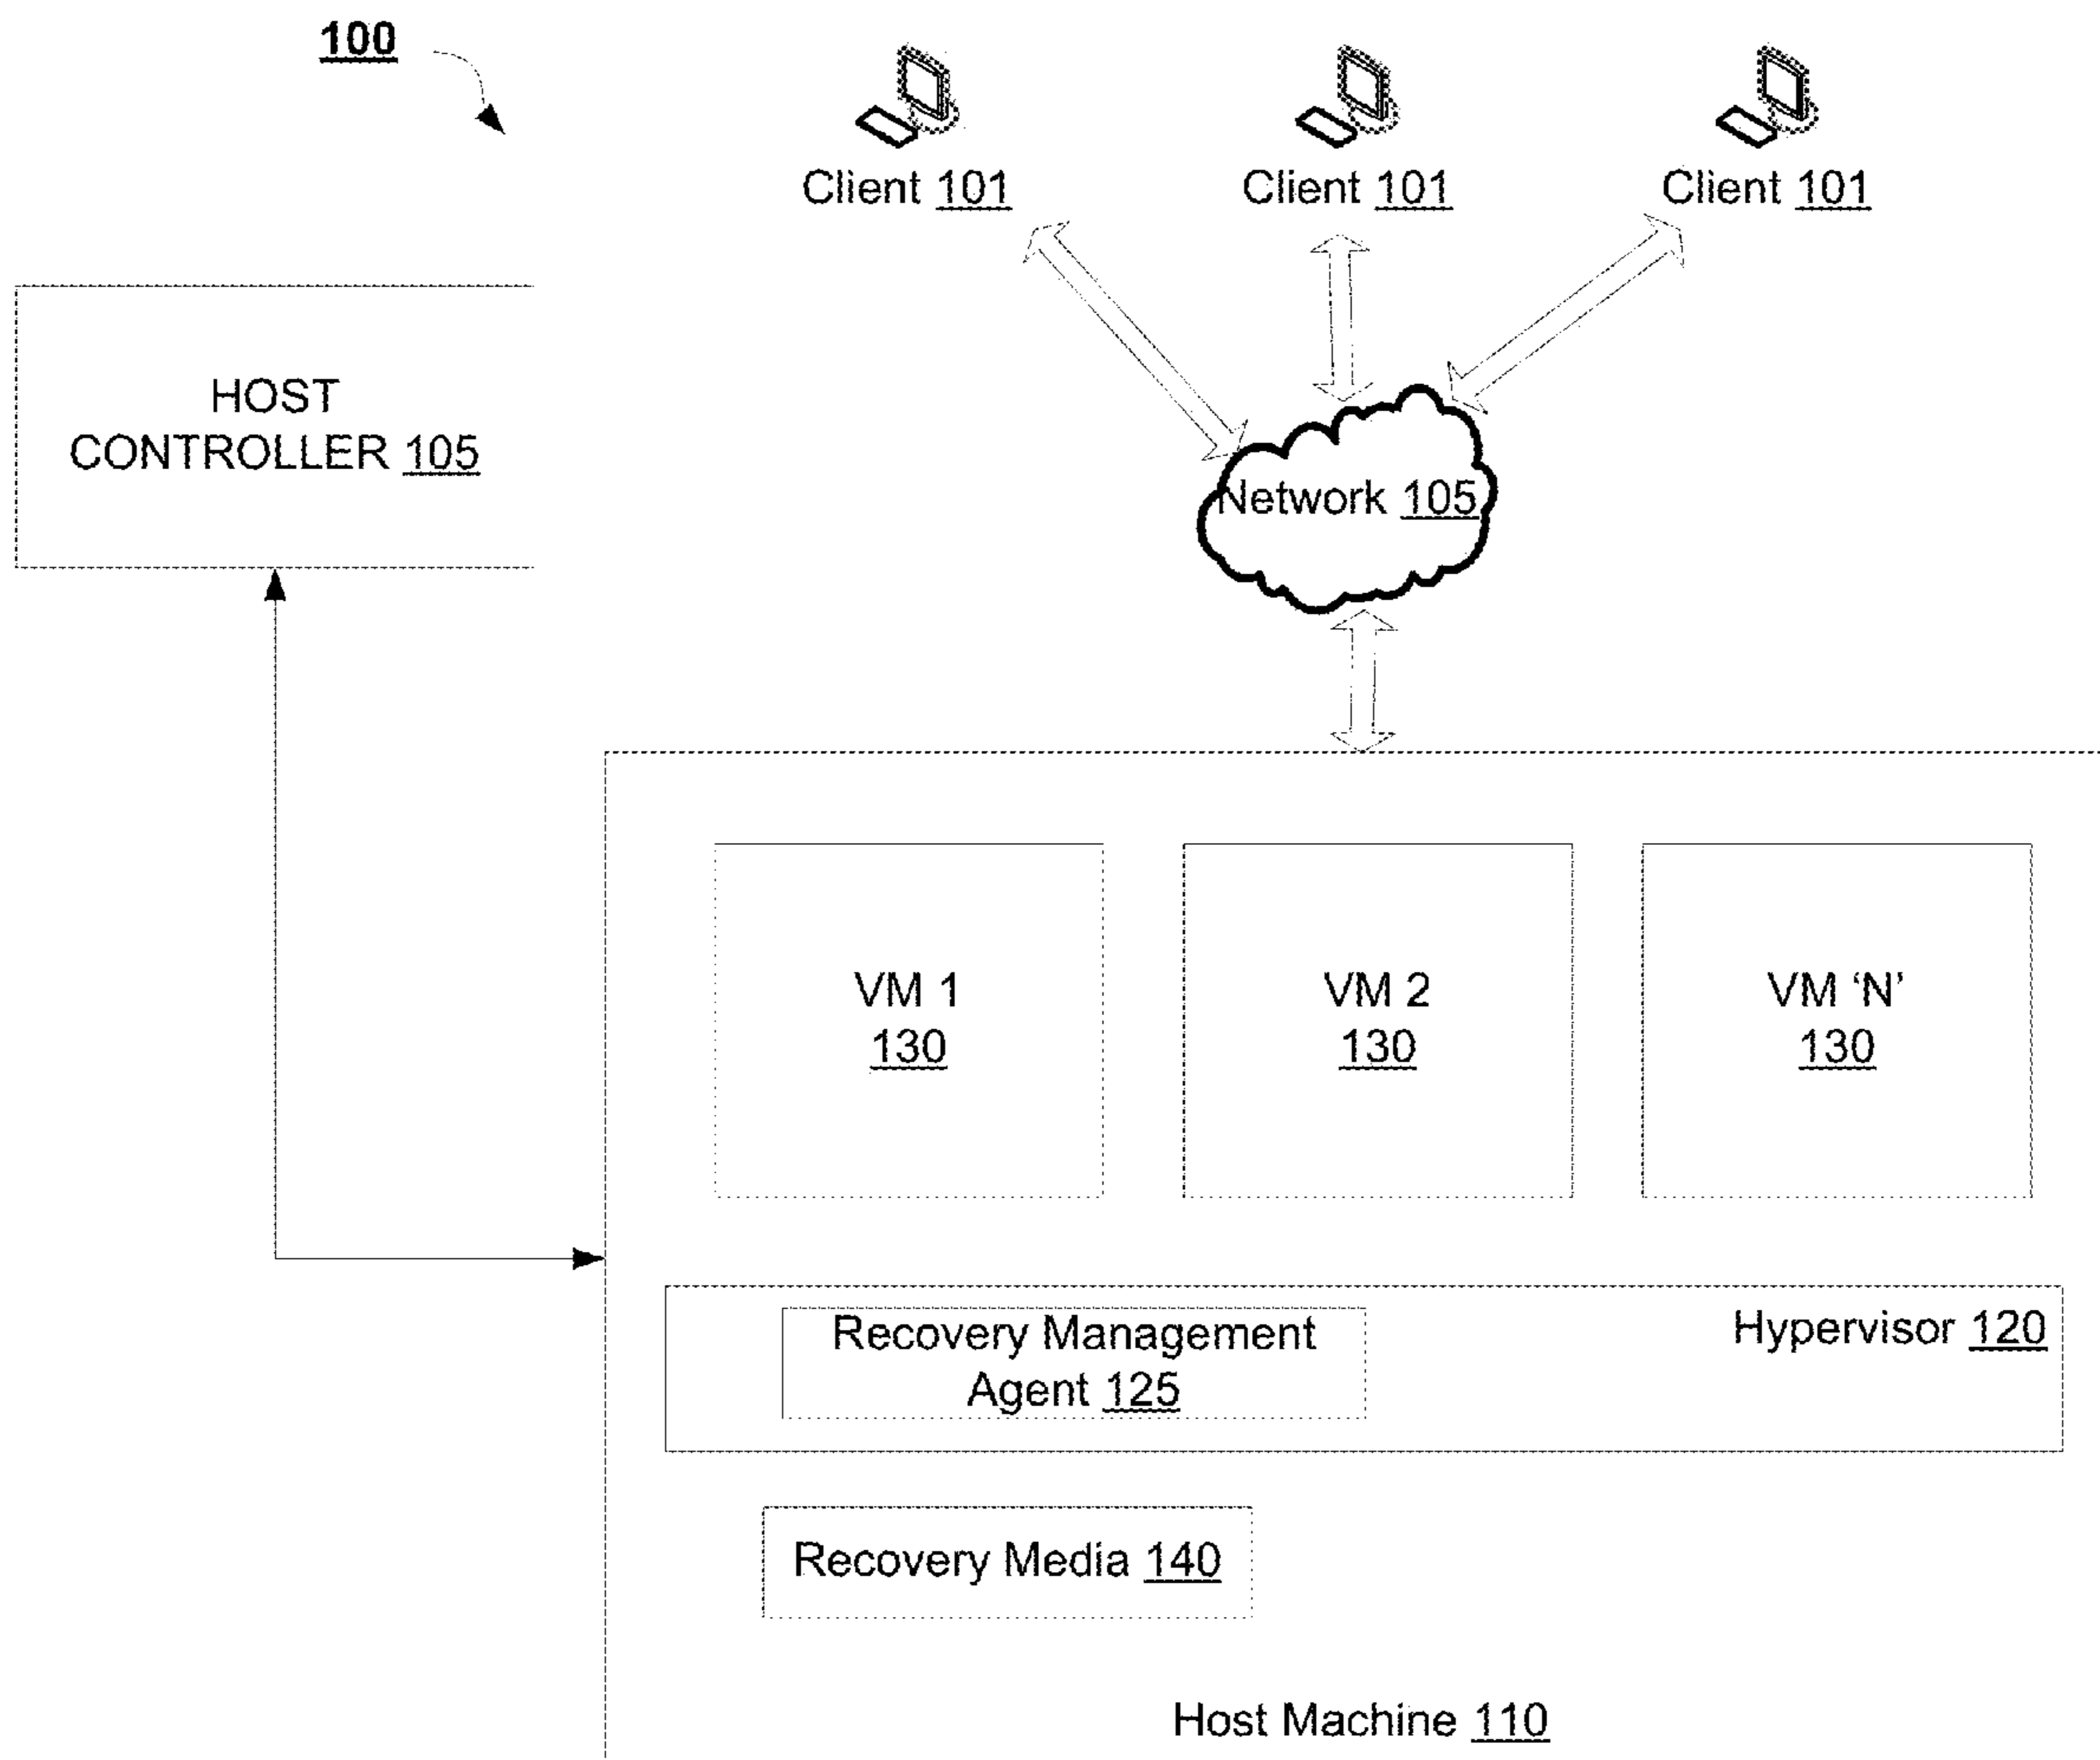 100
Client 101
Client 101
Client 101
HOST
CONTROLLER 105
Network 105
VM 1
130
VM 2
130
VM ‘N’
130
Recovery Management
Agent 125
Hypervisor 120
Recovery Media 140
Host Machine 110